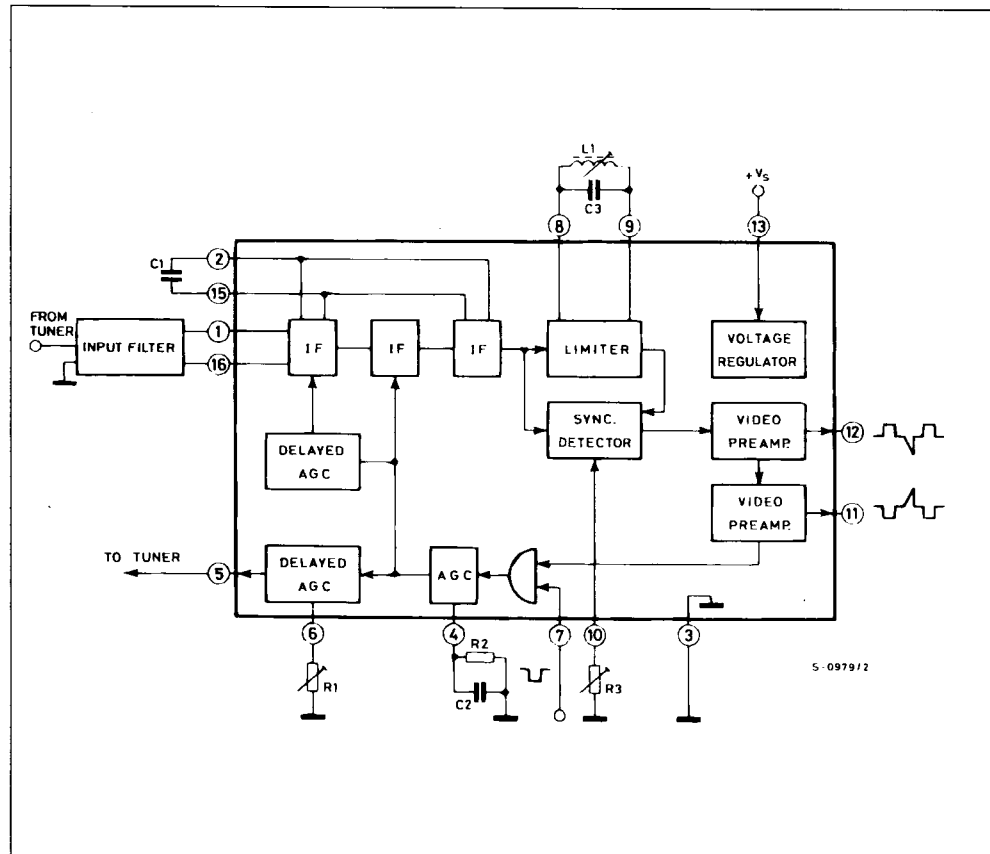 L1
C3
+VS
8
9
13
2
C1
15
FROM
TUNER
1
INPUT FILTER
16
IF
IF
IF
LIMITER
VOLTAGE
REGULATOR
SYNC.
DETECTOR
VIDEO
PREAMP.
12
DELAYED
AGC
VIDEO
PREAMP.
11
TO TUNER
5
DELAYED
AGC
AGC
6
4
7
10
3
R1
R2
C2
R3
S-0979/2